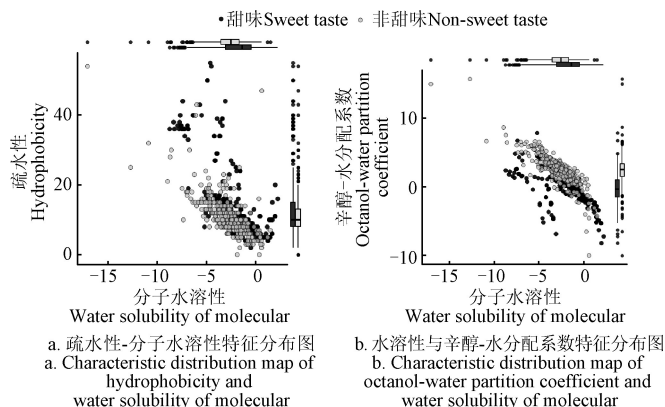 甜味Sweet taste 非甜味Non-sweet taste
疏水性
Hydrophobicity
40
20
0
−15 −10 −5 0
分子水溶性
Water solubility of molecular
a. 疏水性-分子水溶性特征分布图
a. Characteristic distribution map of
hydrophobicity and
water solubility of molecular
辛醇-水分配系数
Octanol-water partition
coefficient
10
0
−10
−15 −10 −5 0
分子水溶性
Water solubility of molecular
b. 水溶性与辛醇-水分配系数特征分布图
b. Characteristic distribution map of
octanol-water partition coefficient and
water solubility of molecular